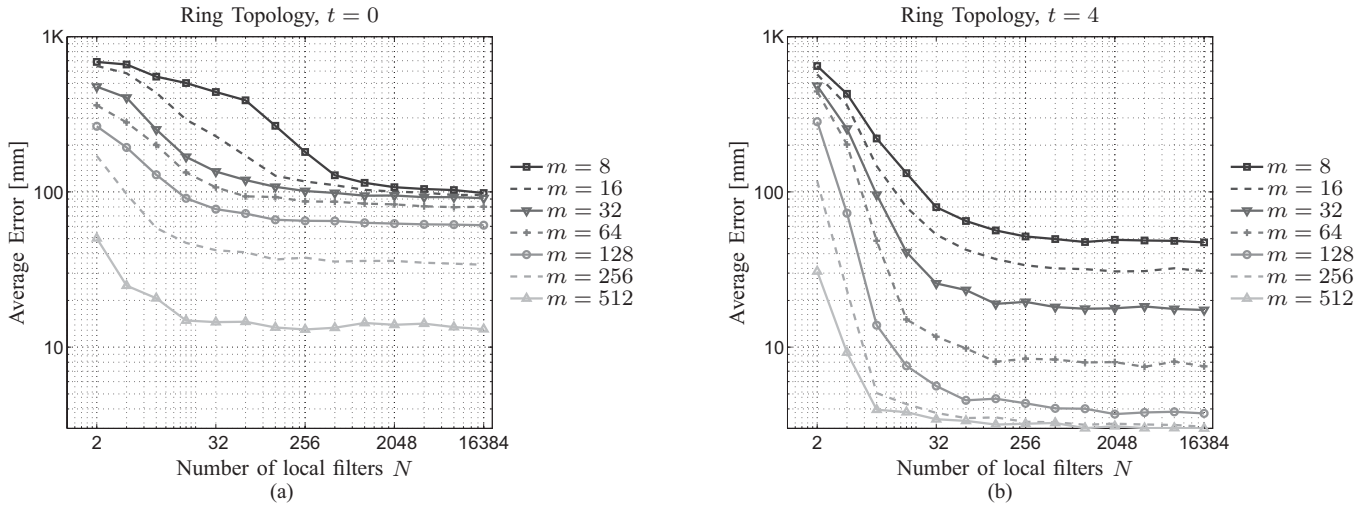 Ring Topology, t = 0
1K
100
10
Average Error [mm]
2
32
256
2048
16384
Number of local filters N
(a)
m = 8
m = 16
m = 32
m = 64
m = 128
m = 256
m = 512
Ring Topology, t = 4
1K
100
10
Average Error [mm]
2
32
256
2048
16384
Number of local filters N
(b)
m = 8
m = 16
m = 32
m = 64
m = 128
m = 256
m = 512